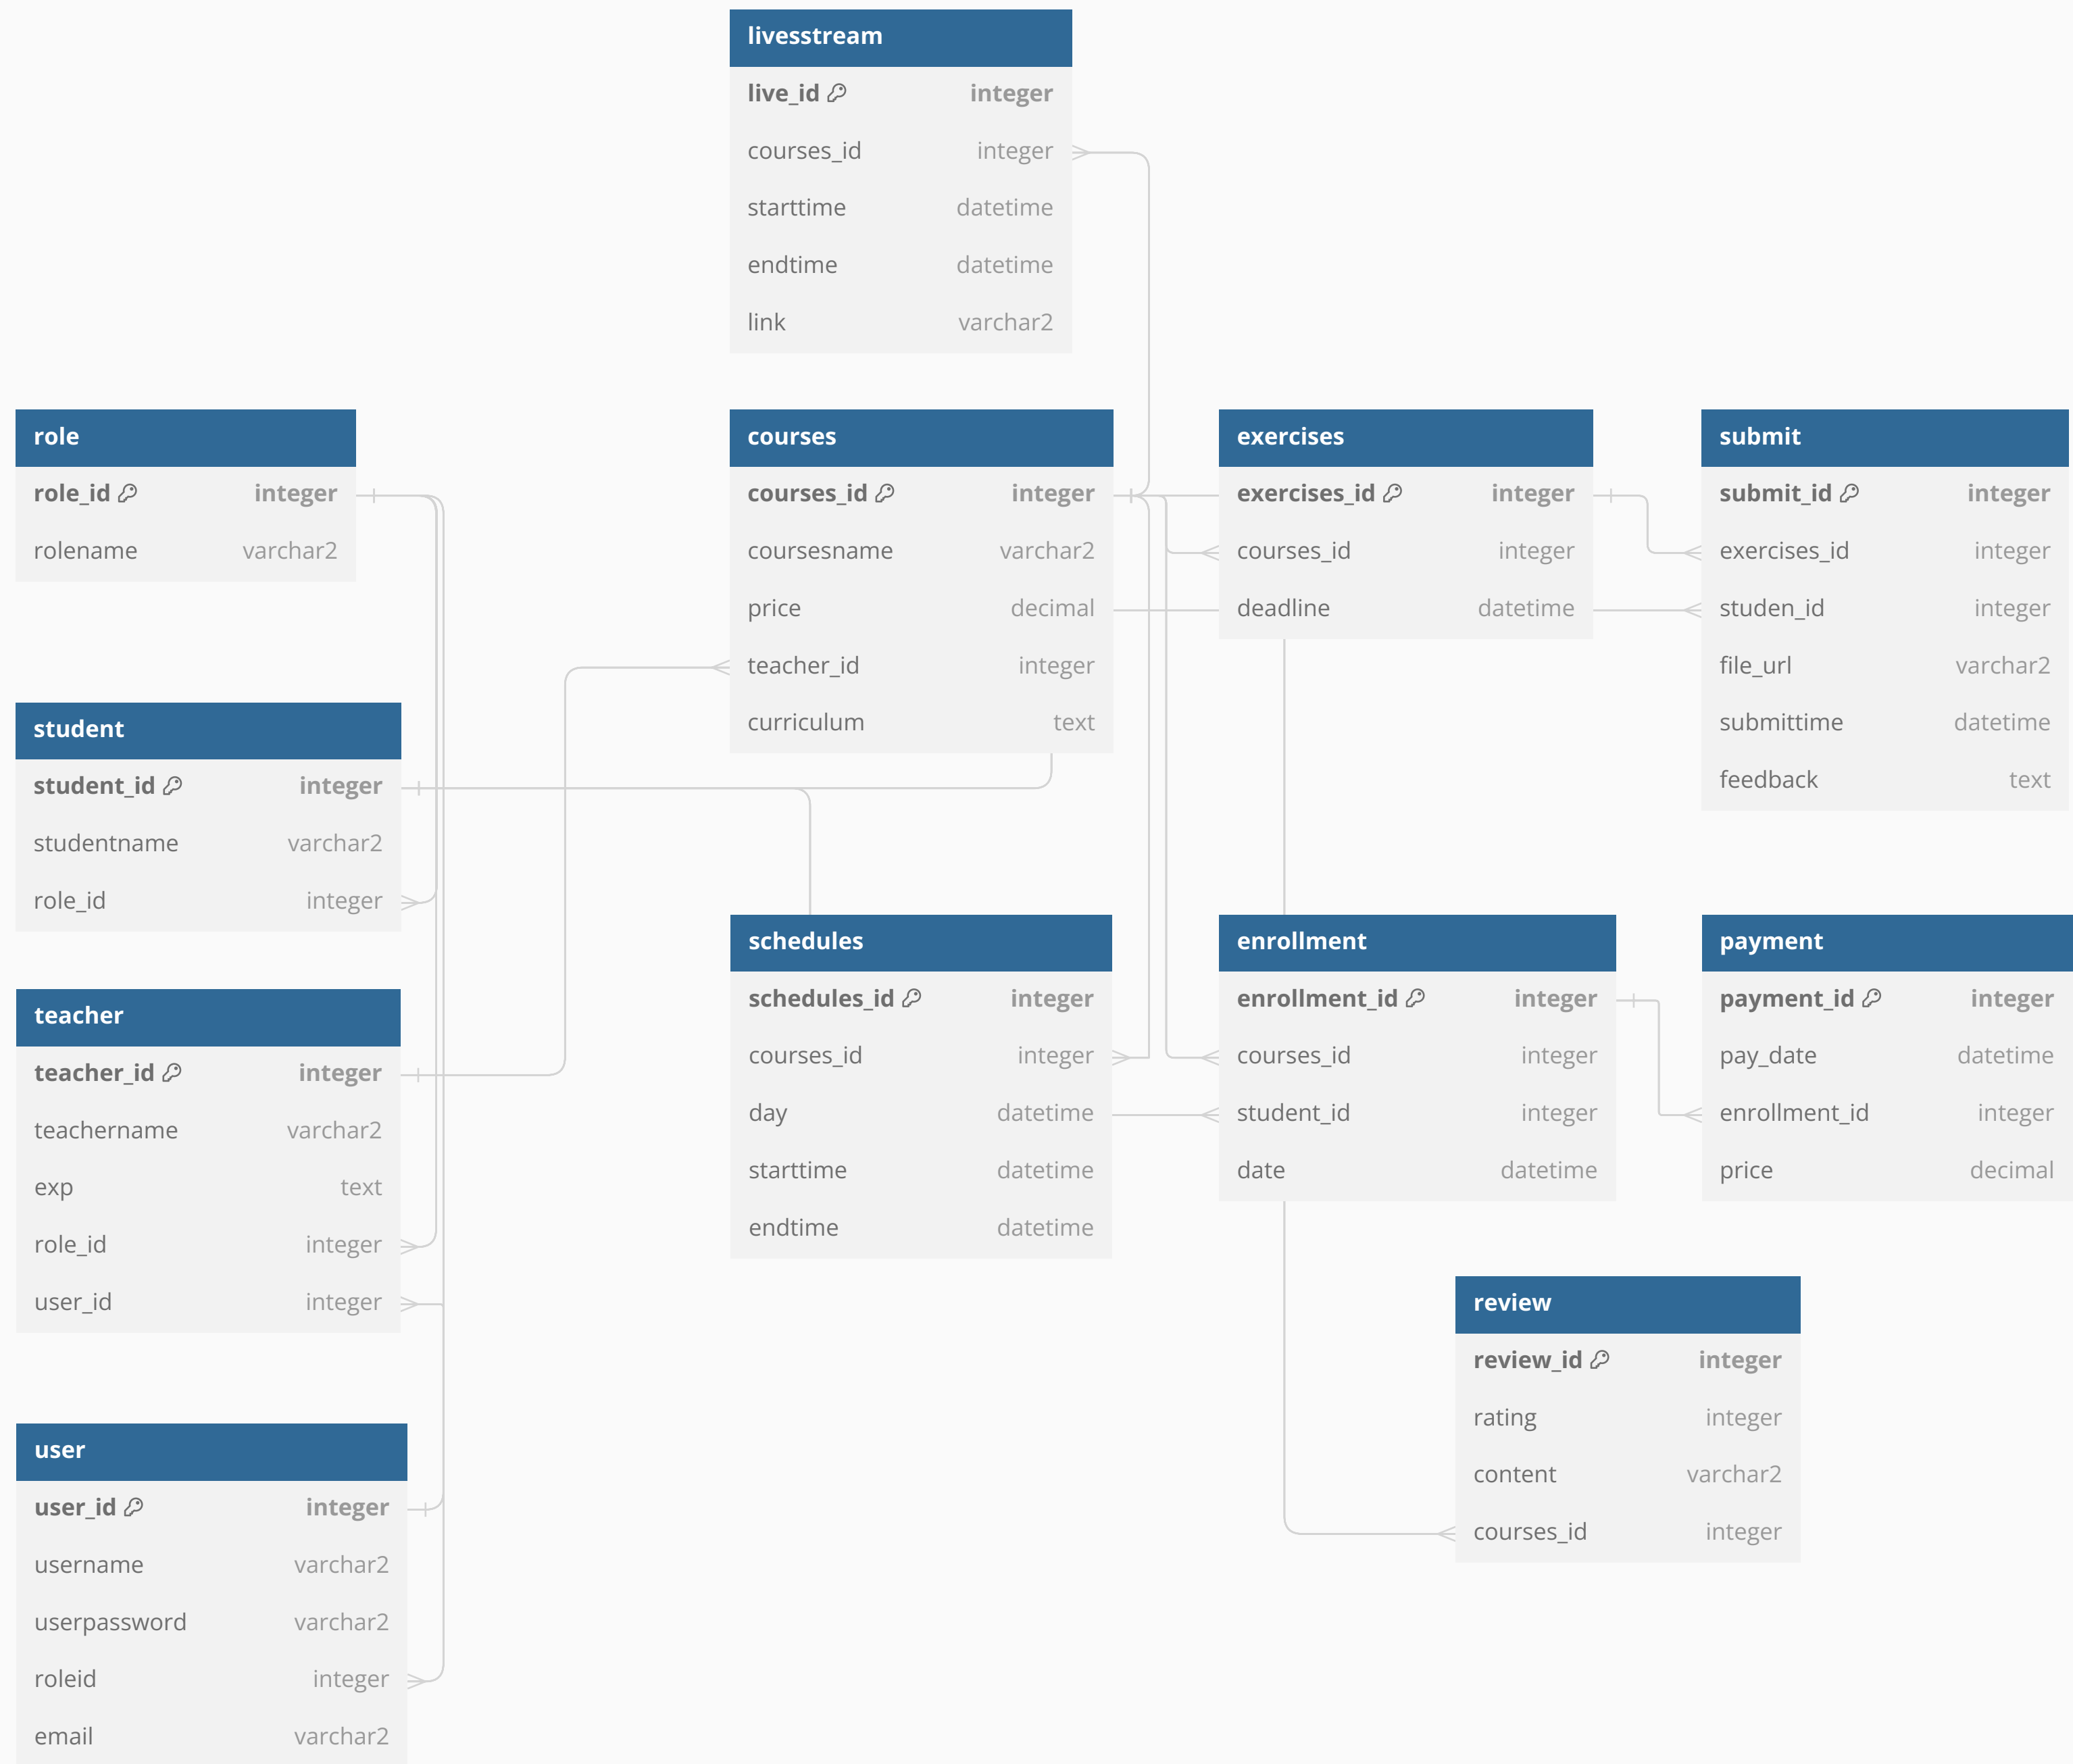 livesstream
live_id integer
courses_id integer
starttime datetime
endtime datetime
link varchar2
role
role_id integer
rolename varchar2
courses
courses_id integer
coursesname varchar2
price decimal
teacher_id integer
curriculum text
exercises
exercises_id integer
courses_id integer
deadline datetime
submit
submit_id integer
exercises_id integer
studen_id integer
file_url varchar2
submittime datetime
feedback text
student
student_id integer
studentname varchar2
role_id integer
teacher
teacher_id integer
teachername varchar2
exp text
role_id integer
user_id integer
schedules
schedules_id integer
courses_id integer
day datetime
starttime datetime
endtime datetime
enrollment
enrollment_id integer
courses_id integer
student_id integer
date datetime
payment
payment_id integer
pay_date datetime
enrollment_id integer
price decimal
review
review_id integer
rating integer
content varchar2
courses_id integer
user
user_id integer
username varchar2
userpassword varchar2
roleid integer
email varchar2